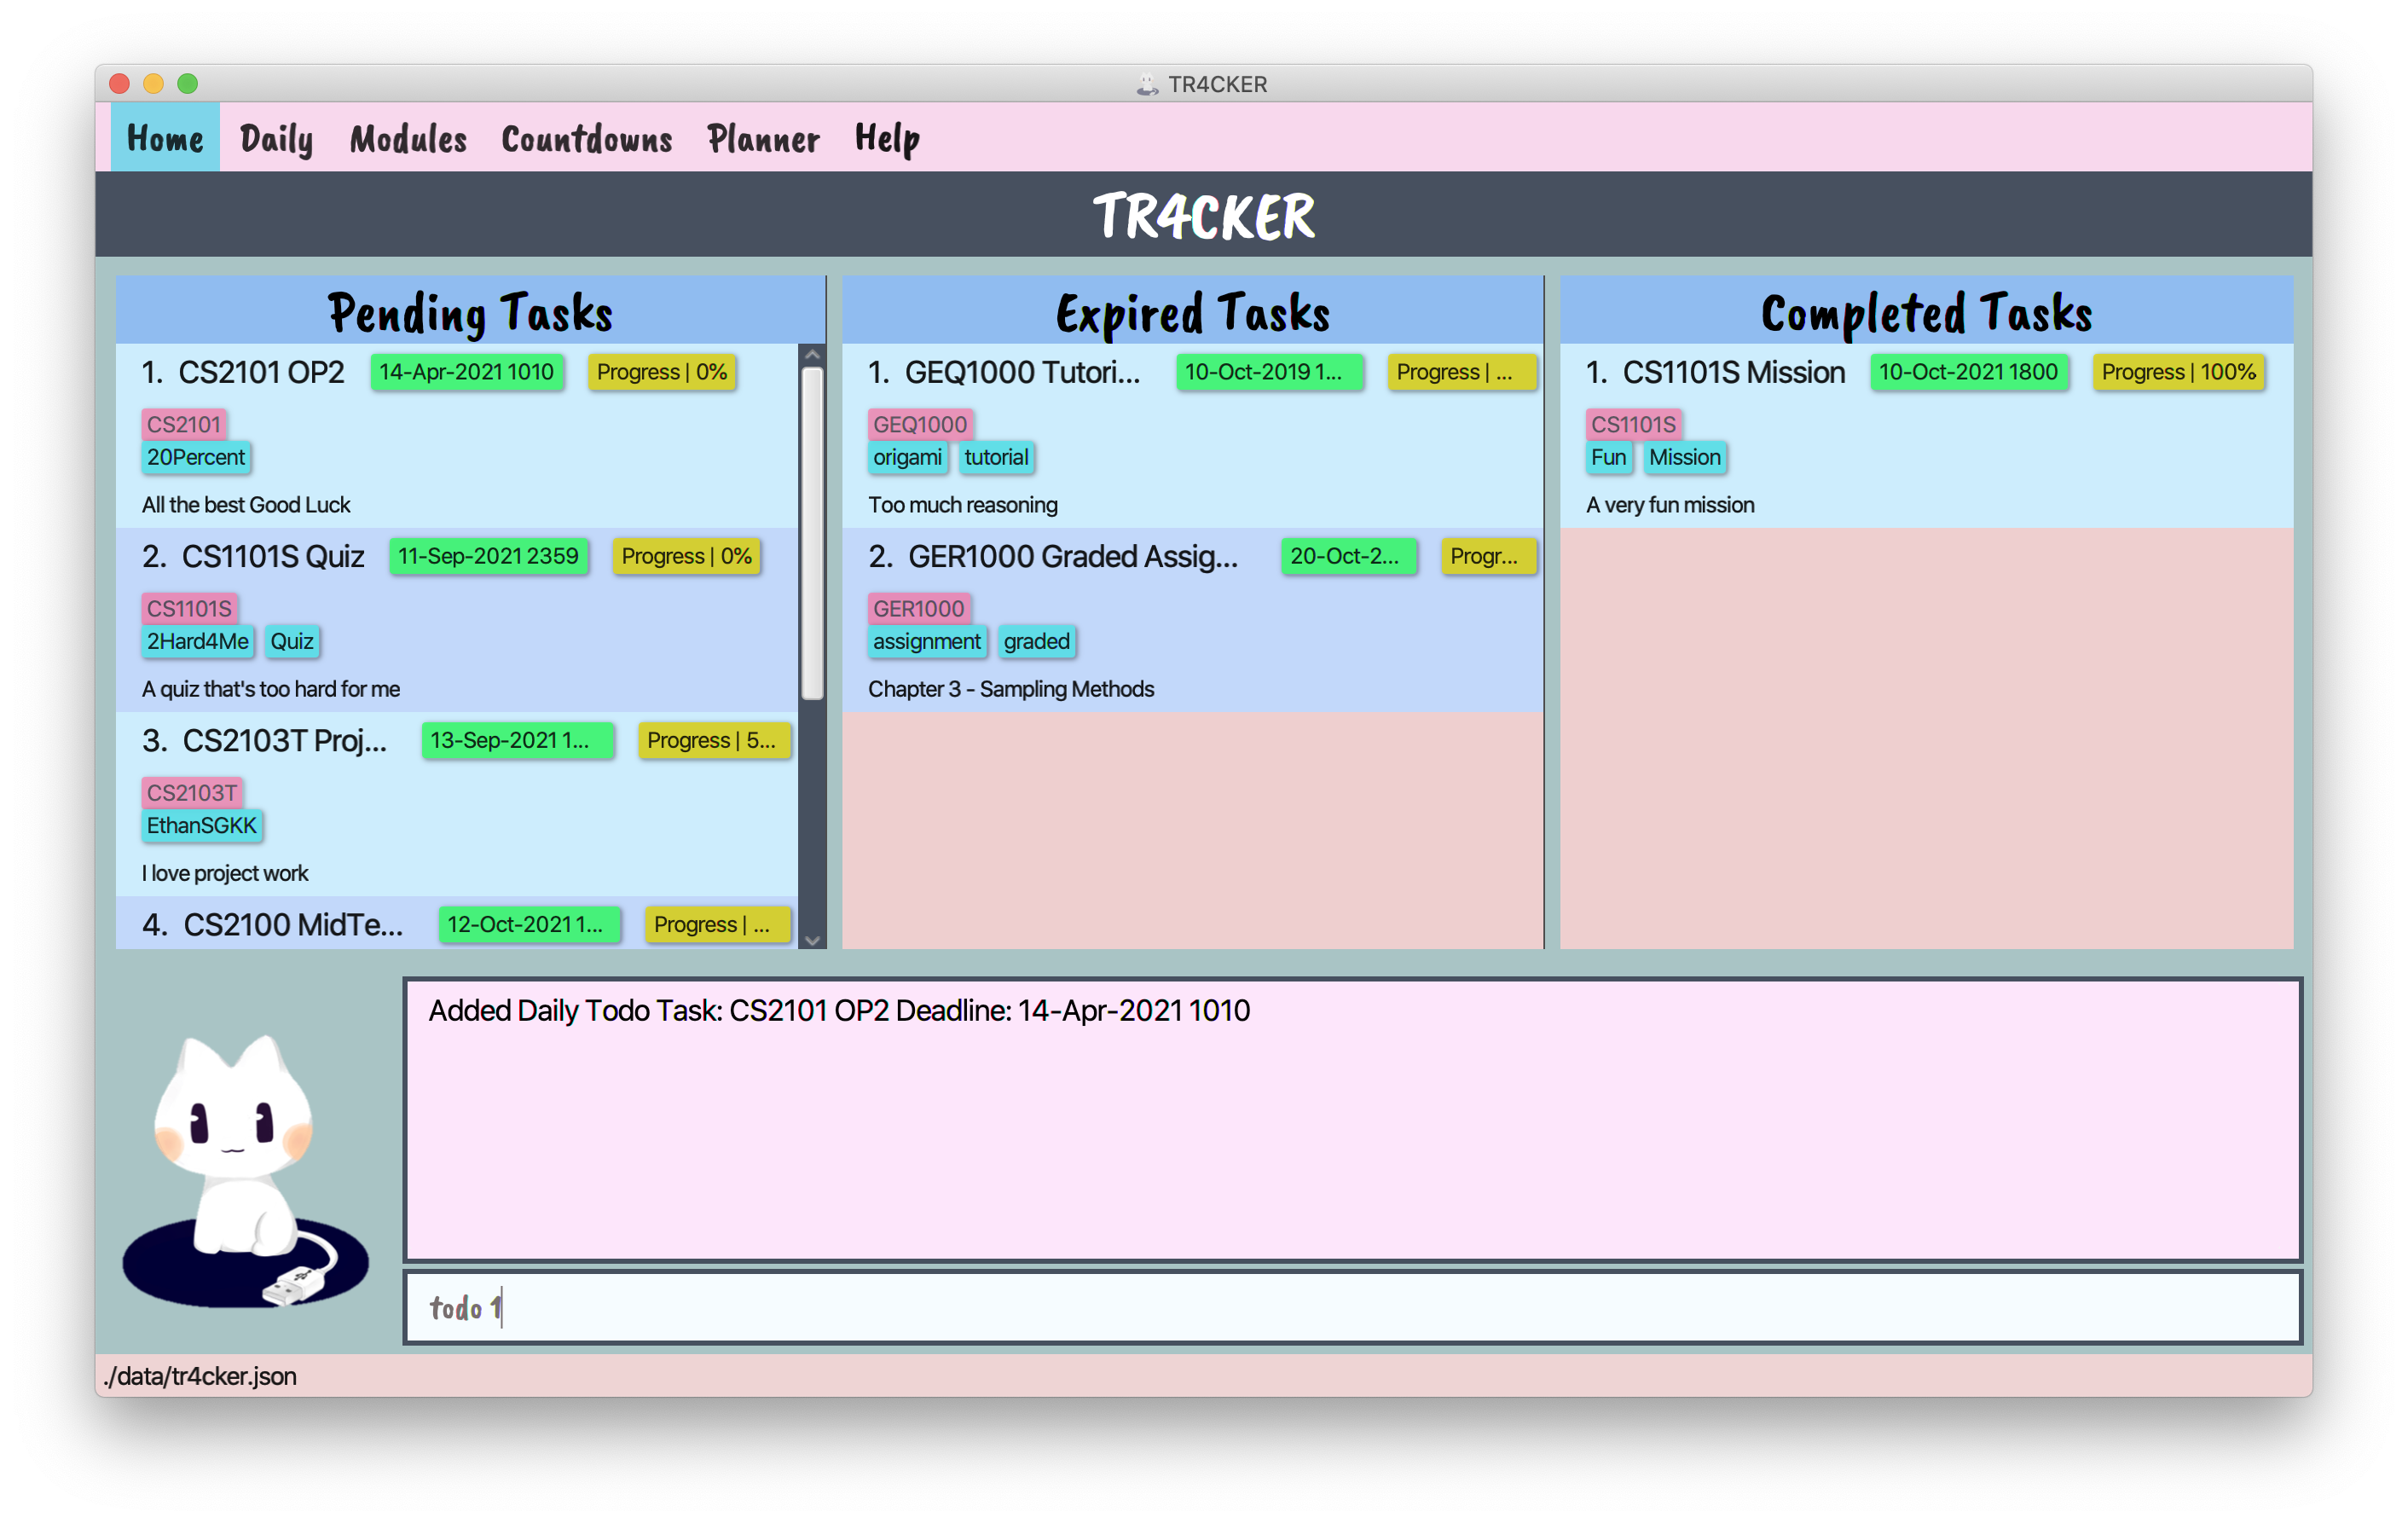 TR4CKER
Home Daily Modules Countdowns Planner Help
TR4CKER
Pending Tasks
1. CS2101 OP2 14-Apr-2021 1010 Progress | 0%
CS2101
20Percent
All the best Good Luck
2. CS1101S Quiz 11-Sep-2021 2359 Progress | 0%
CS1101S
2Hard4Me Quiz
A quiz that's too hard for me
3. CS2103T Proj... 13-Sep-2021 1... Progress | 5...
CS2103T
EthanSGKK
I love project work
4. CS2100 MidTe... 12-Oct-2021 1... Progress | ...
Expired Tasks
1. GEQ1000 Tutori... 10-Oct-2019 1... Progress | ...
GEQ1000
origami tutorial
Too much reasoning
2. GER1000 Graded Assig... 20-Oct-2... Progr...
GER1000
assignment graded
Chapter 3 - Sampling Methods
Completed Tasks
1. CS1101S Mission 10-Oct-2021 1800 Progress | 100%
CS1101S
Fun Mission
A very fun mission
Added Daily Todo Task: CS2101 OP2 Deadline: 14-Apr-2021 1010
todo 1
./data/tr4cker.json